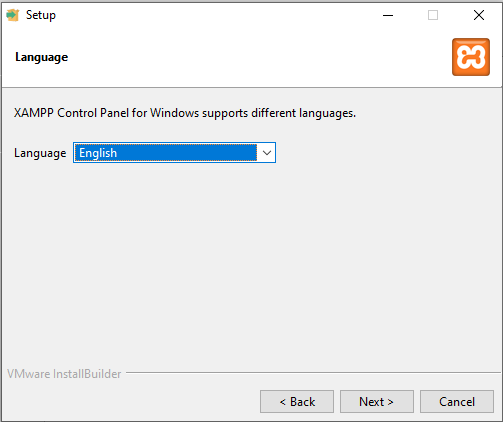 Setup
Language
XAMPP Control Panel for Windows supports different languages.
Language English
VMware InstallBuilder
< Back Next > Cancel